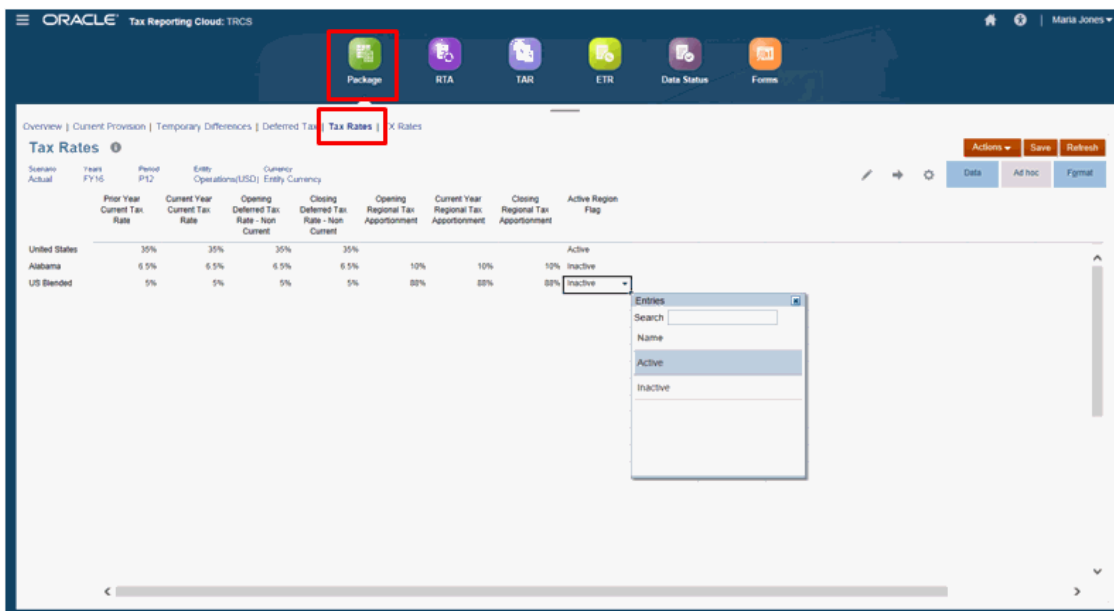 ORACLE Tax Reporting Cloud: TRCS Maria Jones
Package RTA TAR ETR Data Status Forms
Overview | Current Provision | Temporary Differences | Deferred Tax | Tax Rates | Rates
Tax Rates
Actions Save Refresh
Scenario Years Period Entity Currency
Actual FY16 P12 Operations(USD) Entity Currency
Data Ad hoc Format
Prior Year Current Year Opening Closing Opening Current Year Closing Active Region
Current Tax Current Tax Deferred Tax Deferred Tax Regional Tax Regional Tax Regional Tax Flag
Rate Rate Rate - Non Rate - Non Apportionment Apportionment Apportionment
Current Current
United States 35% 35% 35% 35% Active
Alabama 6.5% 6.5% 6.5% 6.5% 10% 10% 10% Inactive
US Blended 5% 5% 5% 5% 88% 88% 88% Inactive
Entries
Search
Name
Active
Inactive